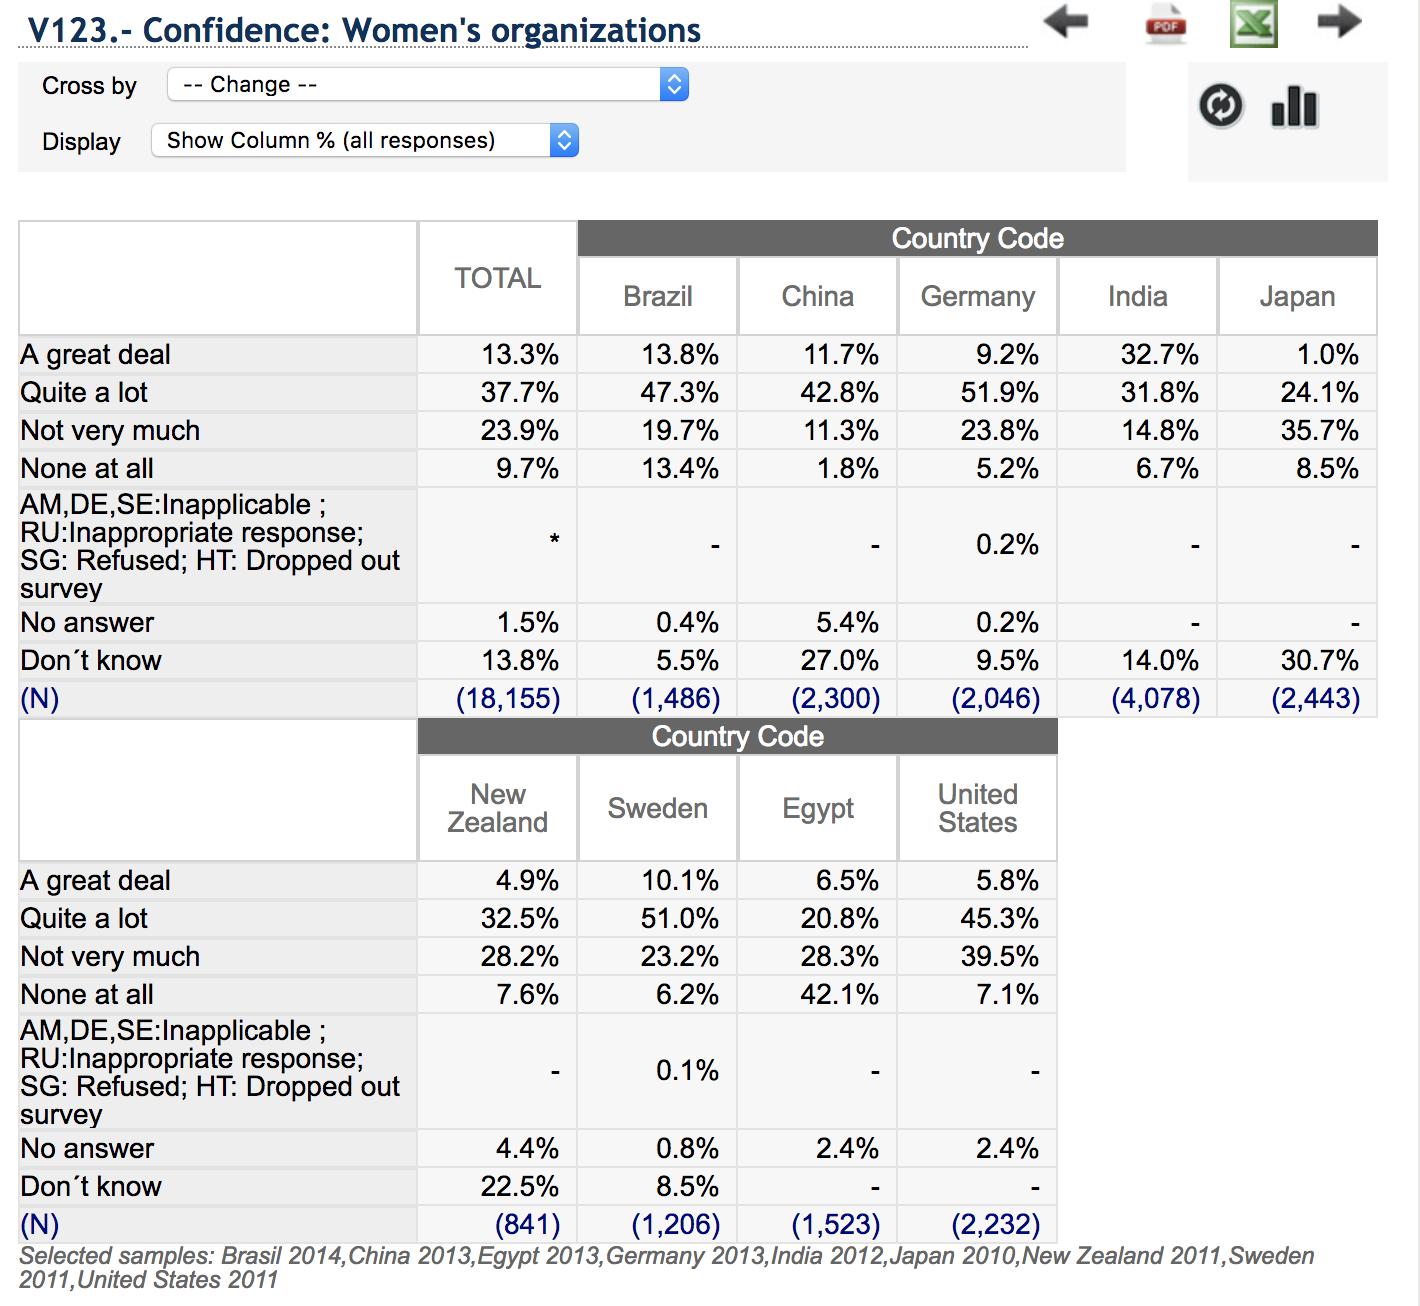 V123.- Confidence: Women's organizations
PDF
Cross by -- Change --
Display Show Column % (all responses)
TOTAL Country Code
Brazil China Germany India Japan
A great deal 13.3% 13.8% 11.7% 9.2% 32.7% 1.0%
Quite a lot 37.7% 47.3% 42.8% 51.9% 31.8% 24.1%
Not very much 23.9% 19.7% 11.3% 23.8% 14.8% 35.7%
None at all 9.7% 13.4% 1.8% 5.2% 6.7% 8.5%
AM,DE,SE:Inapplicable ;
RU:Inappropriate response;
SG: Refused; HT: Dropped out
survey
* - - 0.2% - -
No answer 1.5% 0.4% 5.4% 0.2% - -
Don´t know 13.8% 5.5% 27.0% 9.5% 14.0% 30.7%
(N) (18,155) (1,486) (2,300) (2,046) (4,078) (2,443)
Country Code
New
Zealand
Sweden Egypt
United
States
A great deal 4.9% 10.1% 6.5% 5.8%
Quite a lot 32.5% 51.0% 20.8% 45.3%
Not very much 28.2% 23.2% 28.3% 39.5%
None at all 7.6% 6.2% 42.1% 7.1%
AM,DE,SE:Inapplicable ;
RU:Inappropriate response;
SG: Refused; HT: Dropped out
survey
- 0.1% - -
No answer 4.4% 0.8% 2.4% 2.4%
Don´t know 22.5% 8.5% - -
(N) (841) (1,206) (1,523) (2,232)
Selected samples: Brasil 2014,China 2013,Egypt 2013,Germany 2013,India 2012,Japan 2010,New Zealand 2011,Sweden
2011,United States 2011